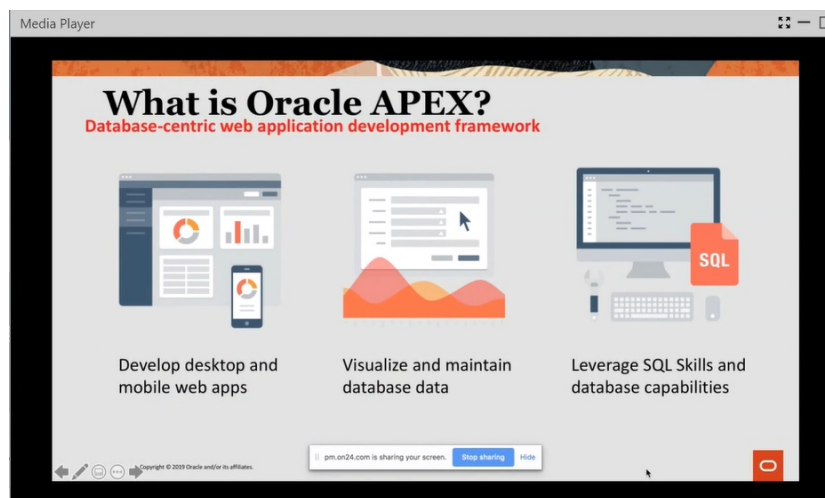 Media Player
What is Oracle APEX?
Database-centric web application development framework
SQL
Develop desktop and
mobile web apps
Visualize and maintain
database data
Leverage SQL Skills and
database capabilities
Copyright © 2019 Oracle and/or its affiliates.
pm.on24.com is sharing your screen.
Stop sharing
Hide